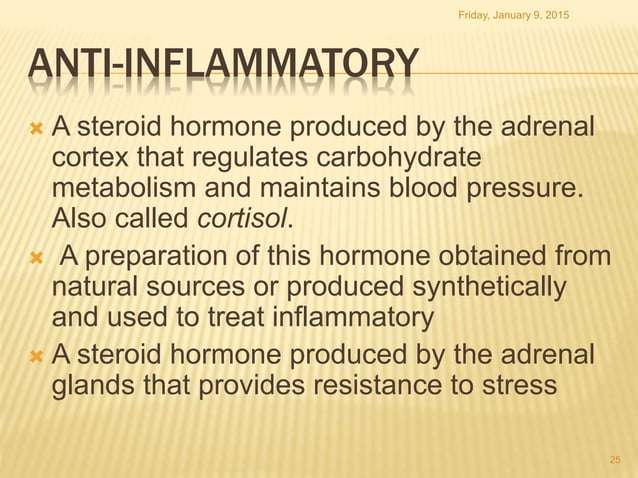 Friday, January 9, 2015
ANTI-INFLAMMATORY
A steroid hormone produced by the adrenal
cortex that regulates carbohydrate
metabolism and maintains blood pressure.
Also called cortisol.
A preparation of this hormone obtained from
natural sources or produced synthetically
and used to treat inflammatory
A steroid hormone produced by the adrenal
glands that provides resistance to stress
25